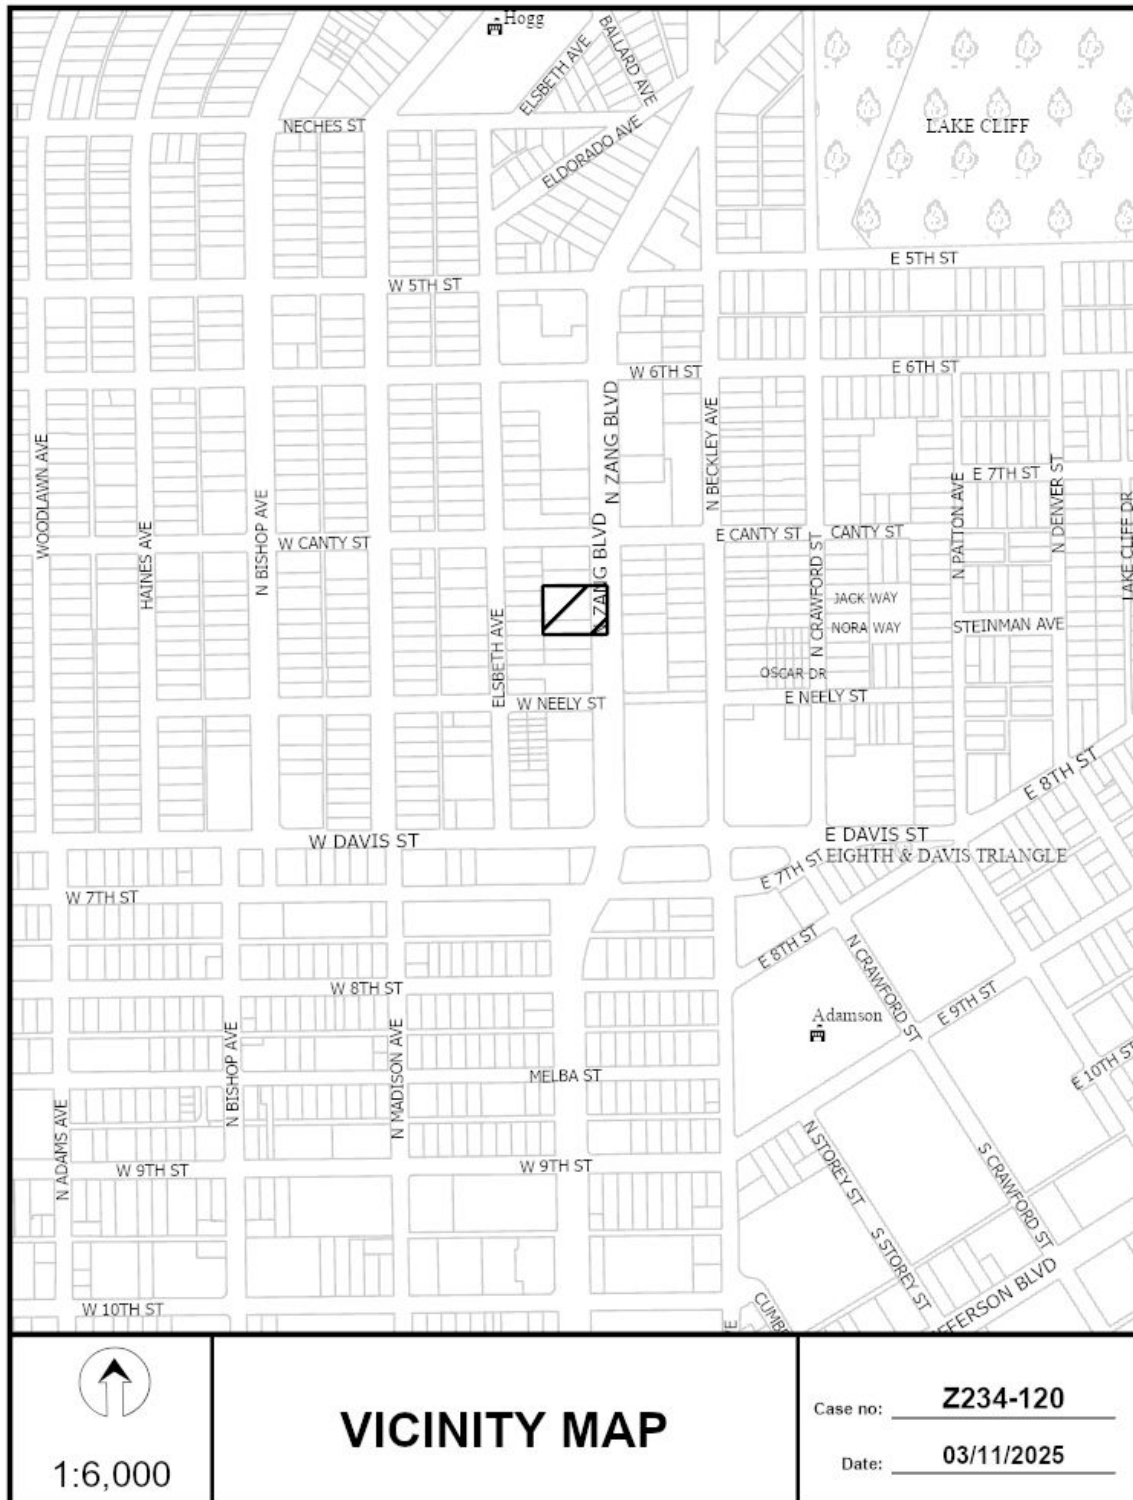 Hogg
BALLARD AVE
ELSBETH AVE
NECHES ST
ELDORADO AVE
LAKE CLIFF
E 5TH ST
W 5TH ST
W 6TH ST
E 6TH ST
N ZANG BLVD
N BECKLEY AVE
WOODLAWN AVE
E 7TH ST
N BISHOP AVE
N PATTON AVE
N DENVER ST
LAKE CLIFF DR
HAINES AVE
W CANTY ST
N ZANG BLVD
E CANTY ST
CANTY ST
N CRAWFORD ST
JACK WAY
NORA WAY
STEINMAN AVE
ELSBETH AVE
OSCAR DR
W NEELY ST
E NEELY ST
E 8TH ST
W DAVIS ST
E DAVIS ST
EIGHTH & DAVIS TRIANGLE
E 7TH ST
W 7TH ST
E 8TH ST
N CRAWFORD ST
W 8TH ST
E 9TH ST
Adamson
N BISHOP AVE
N MADISON AVE
MELBA ST
E 10TH ST
N ADAMS AVE
W 9TH ST
W 9TH ST
N STOREY ST
S CRAWFORD ST
S STOREY ST
W 10TH ST
CUMB
EFFERSON BLVD
VE
1:6,000
VICINITY MAP
Case no: Z234-120
Date: 03/11/2025